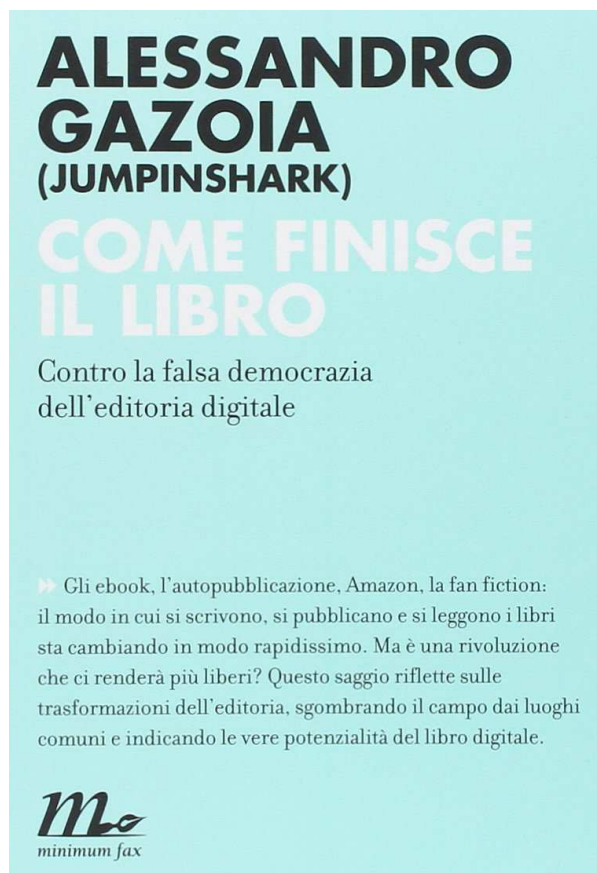 ALESSANDRO
GAZOIA
(JUMPINSHARK)
COME FINISCE
IL LIBRO
Contro la falsa democrazia
dell'editoria digitale
Gli ebook, l'autopubblicazione, Amazon, la fan fiction:
il modo in cui si scrivono, si pubblicano e si leggono i libri
sta cambiando in modo rapidissimo. Ma è una rivoluzione
che ci renderà più liberi? Questo saggio riflette sulle
trasformazioni dell'editoria, sgombrando il campo dai luoghi
comuni e indicando le vere potenzialità del libro digitale.
minimum fax